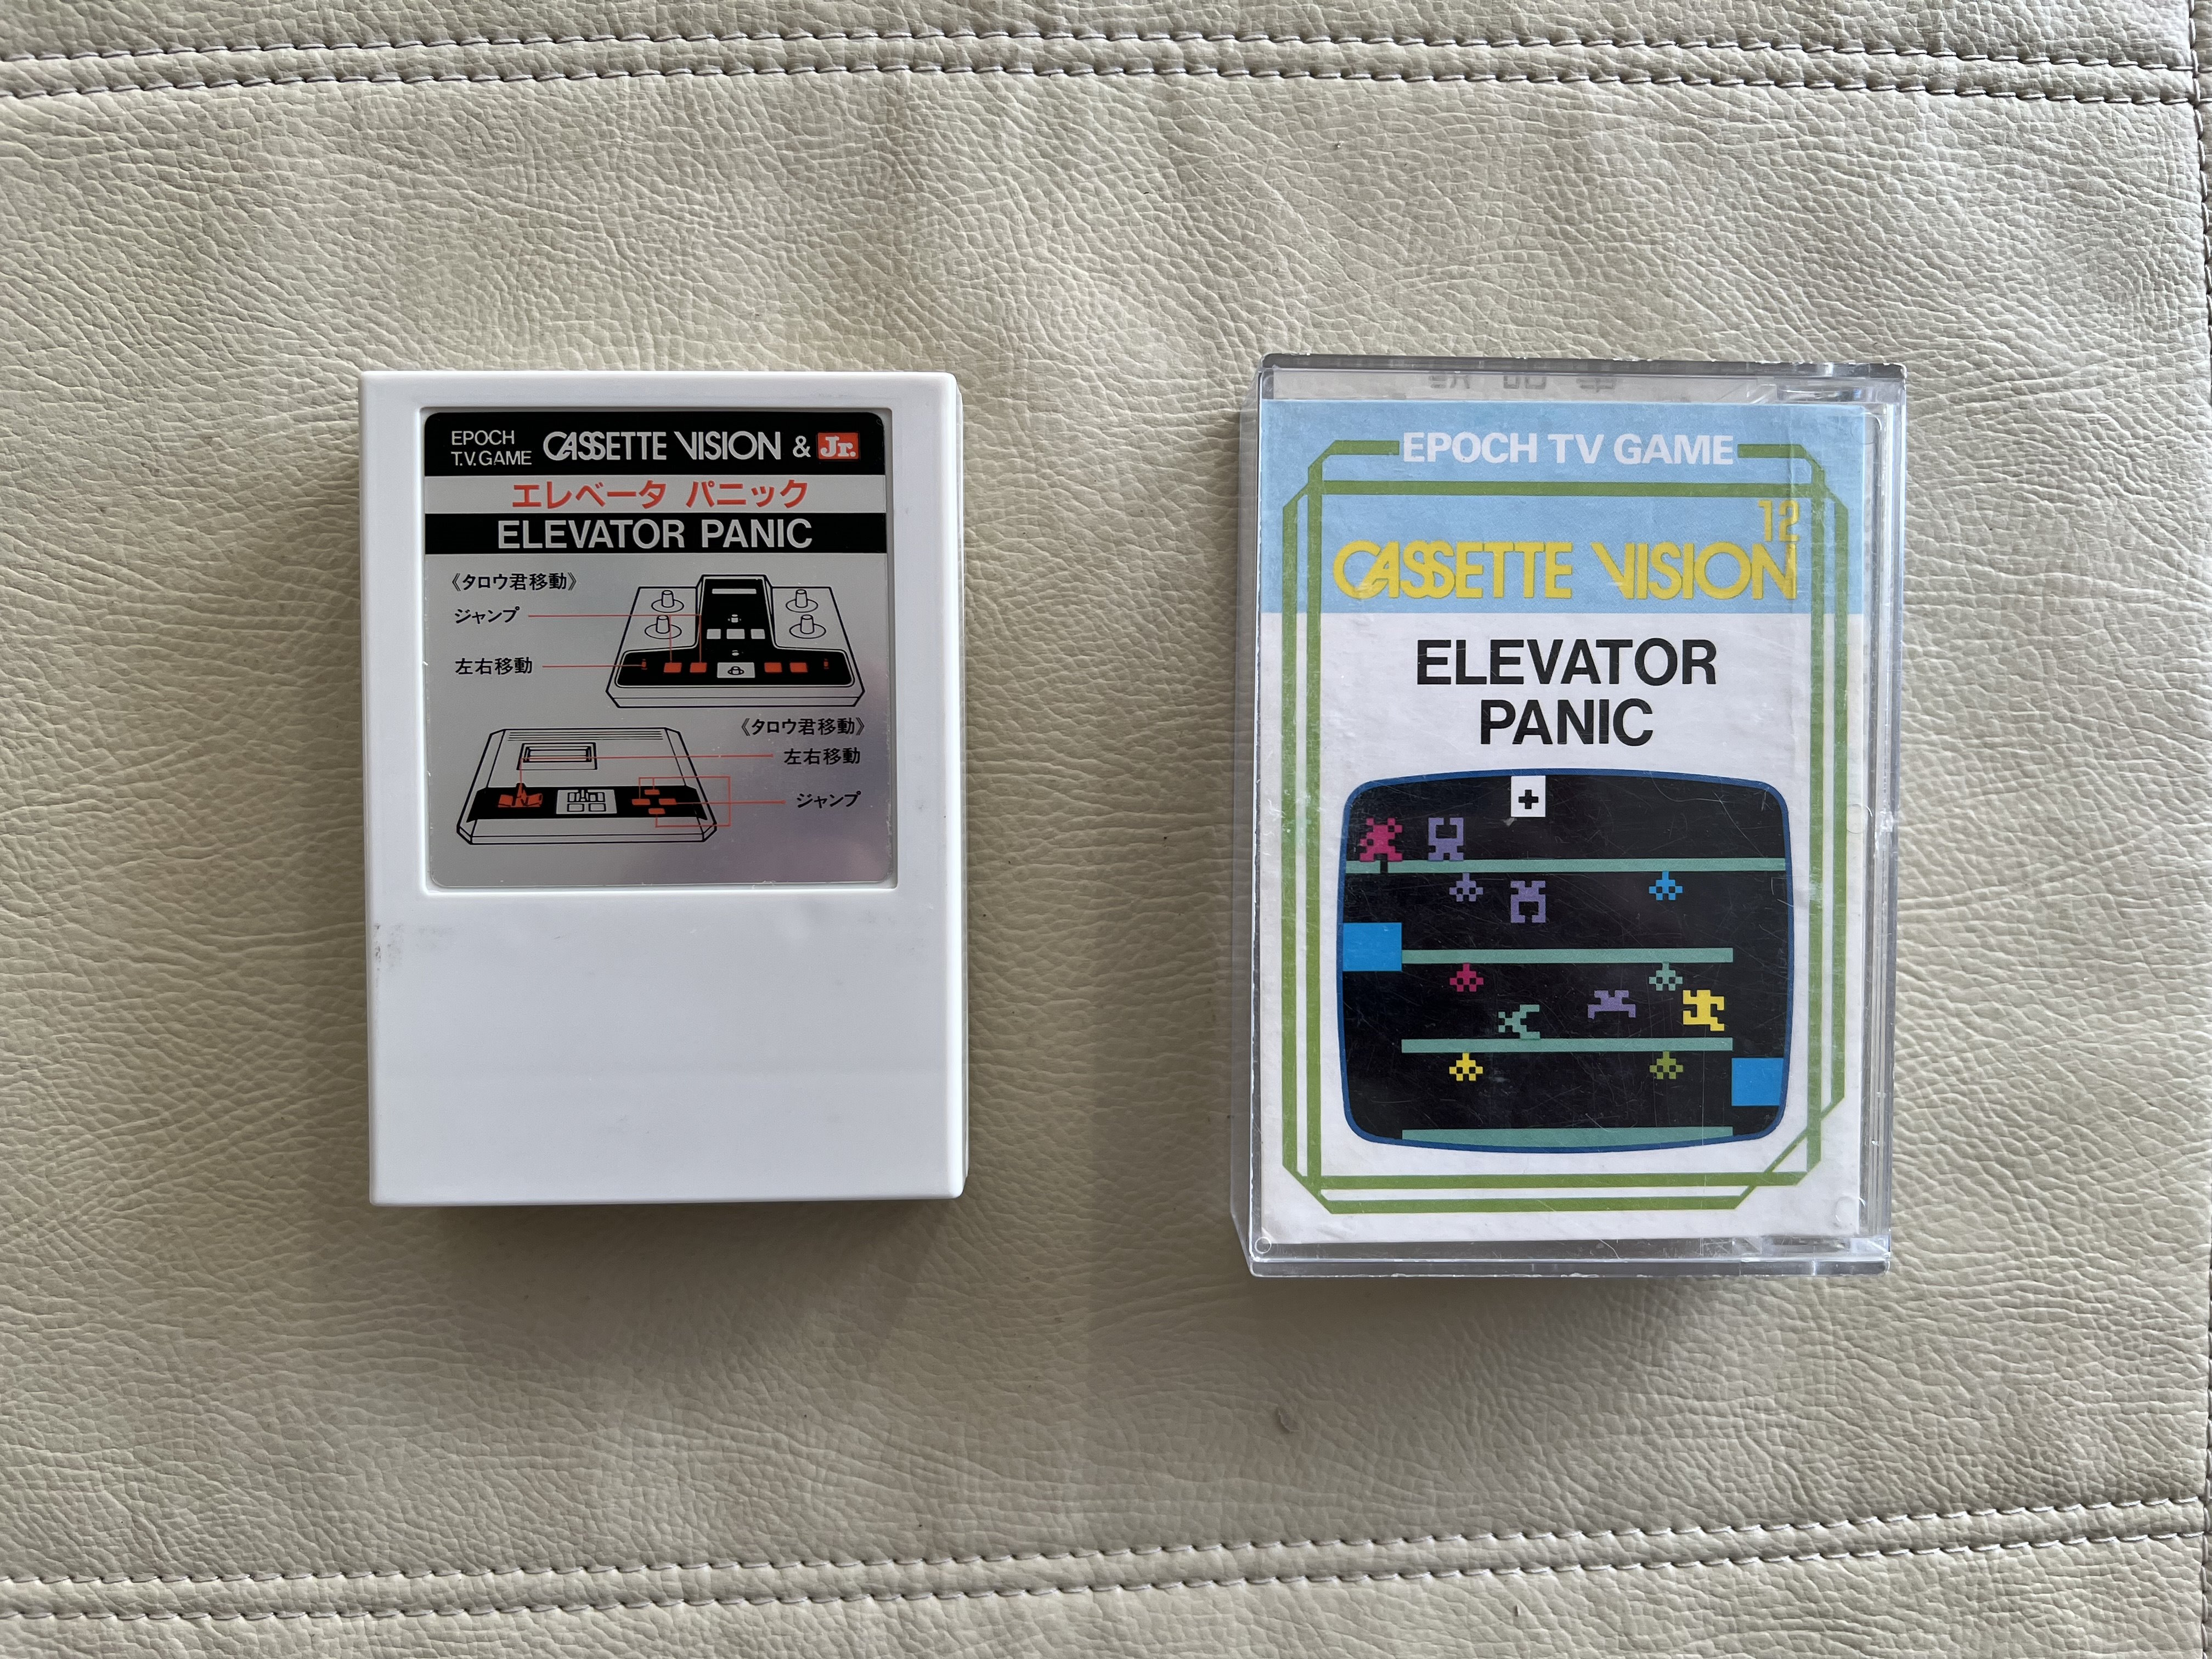 EPOCH
T.V. GAME
CASSETTE VISION & Jr.
エレベータ パニック
ELEVATOR PANIC
《タロウ君移動》
ジャンプ
左右移動
《タロウ君移動》
左右移動
ジャンプ
EPOCH TV GAME
12
CASSETTE VISION
ELEVATOR
PANIC